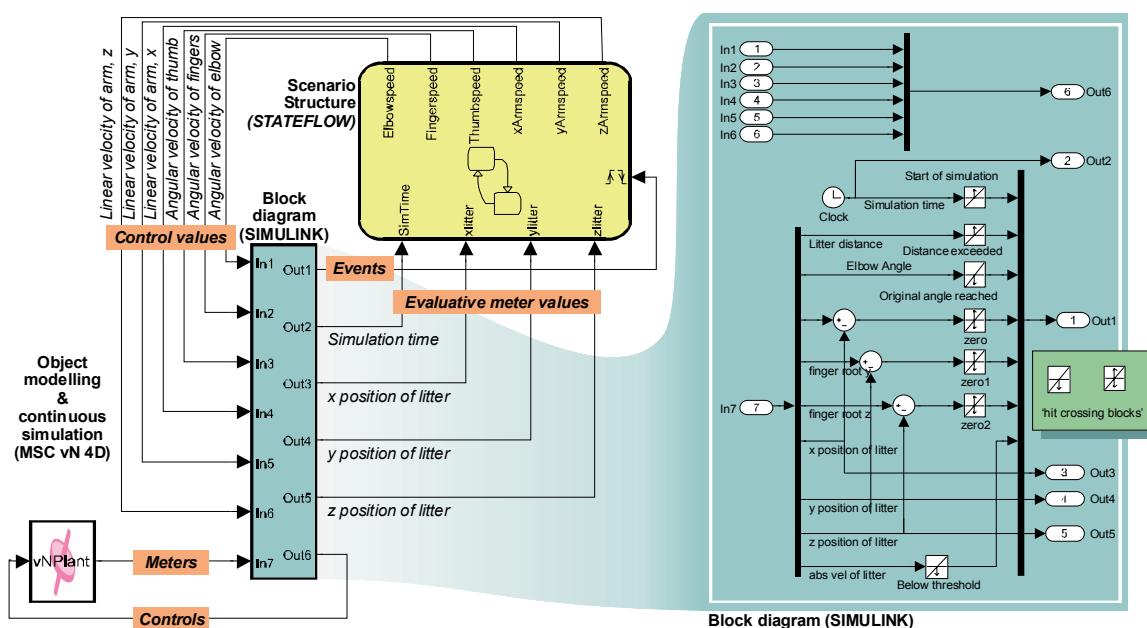 Linear velocity of arm, z
Linear velocity of arm, y
Linear velocity of arm, x
Angular velocity of thumb
Angular velocity of fingers
Angular velocity of elbow
Scenario
Structure
(STATEFLOW)
Elbowspeed
Fingerspeed
Thumbspeed
xArmspeed
yArmspeed
zArmspeed
SimTime
xlitter
ylitter
zlitter
Block
diagram
(SIMULINK)
Control values
In1
In2
In3
In4
In5
In6
In7
Out1
Out2
Out3
Out4
Out5
Out6
Events
Evaluative meter values
Simulation time
x position of litter
y position of litter
z position of litter
Object
modelling
&
continuous
simulation
(MSC vN 4D)
vNPlant
Meters
Controls
In1 1
In2 2
In3 3
In4 4
In5 5
In6 6
6 Out6
2 Out2
Start of simulation
Clock
Simulation time
Litter distance
Distance exceeded
Elbow Angle
Original angle reached
zero
1 Out1
finger root y
zero1
In7 7
finger root z
zero2
'hit crossing blocks'
x position of litter
3 Out3
y position of litter
4 Out4
z position of litter
5 Out5
abs vel of litter
Below threshold
Block diagram (SIMULINK)